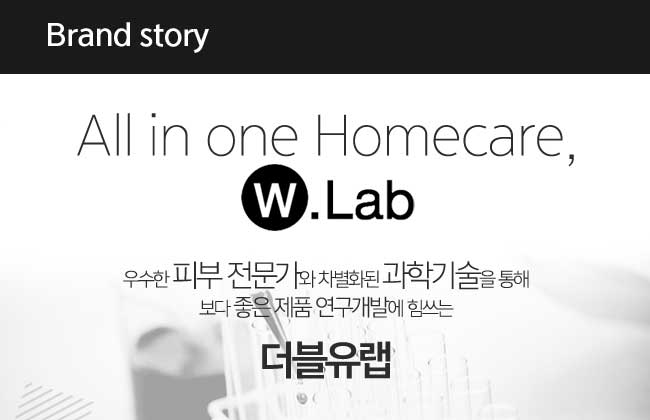 Brand story
All in one Homecare,
W.Lab
우수한 피부 전문가와 차별화된 과학기술을 통해
보다 좋은 제품 연구개발에 힘쓰는
더블유랩